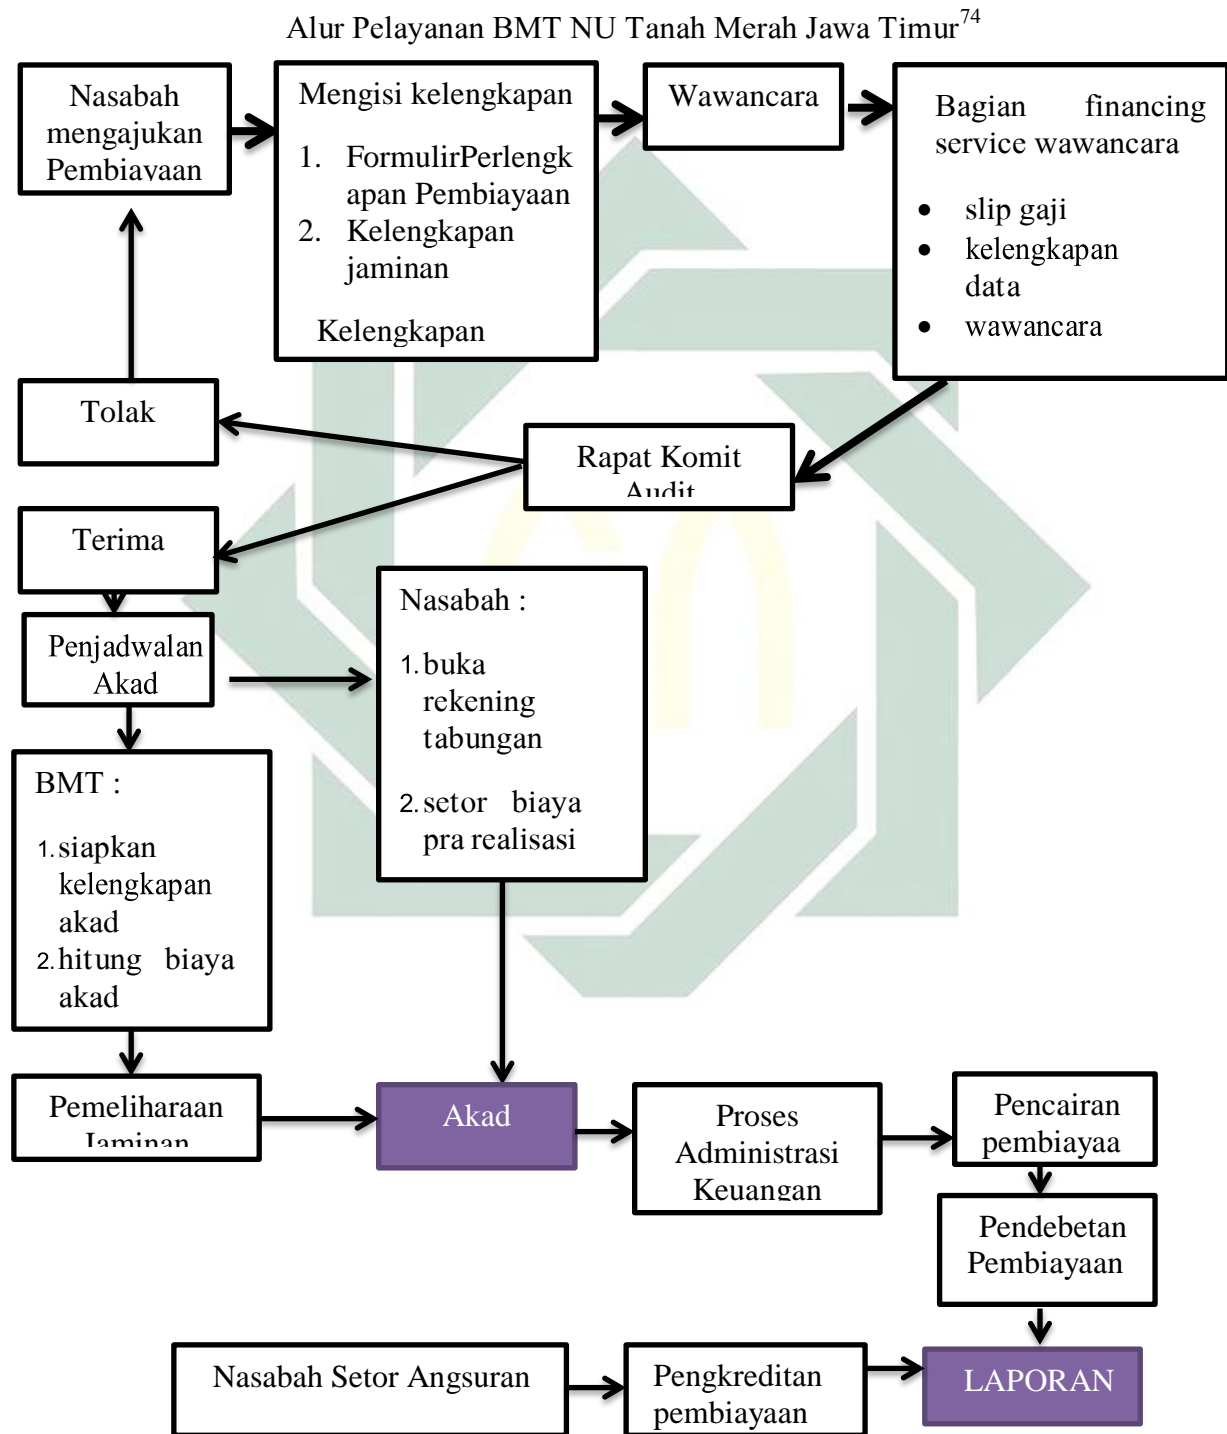 Alur Pelayanan BMT NU Tanah Merah Jawa Timur74
Nasabah
mengajukan
Pembiayaan
Mengisi kelengkapan
1. FormulirPerlengk
apan Pembiayaan
2. Kelengkapan
jaminan
Kelengkapan
Wawancara
Bagian financing
service wawancara
• slip gaji
• kelengkapan
data
• wawancara
Tolak
Rapat Komit
Audit
Terima
Penjadwalan
Akad
Nasabah :
1. buka
rekening
tabungan
2. setor biaya
pra realisasi
BMT :
1. siapkan
kelengkapan
akad
2. hitung biaya
akad
Pemeliharaan
Jaminan
Akad
Proses
Administrasi
Keuangan
Pencairan
pembiayaa
Pendebetan
Pembiayaan
Nasabah Setor Angsuran
Pengkreditan
pembiayaan
LAPORAN